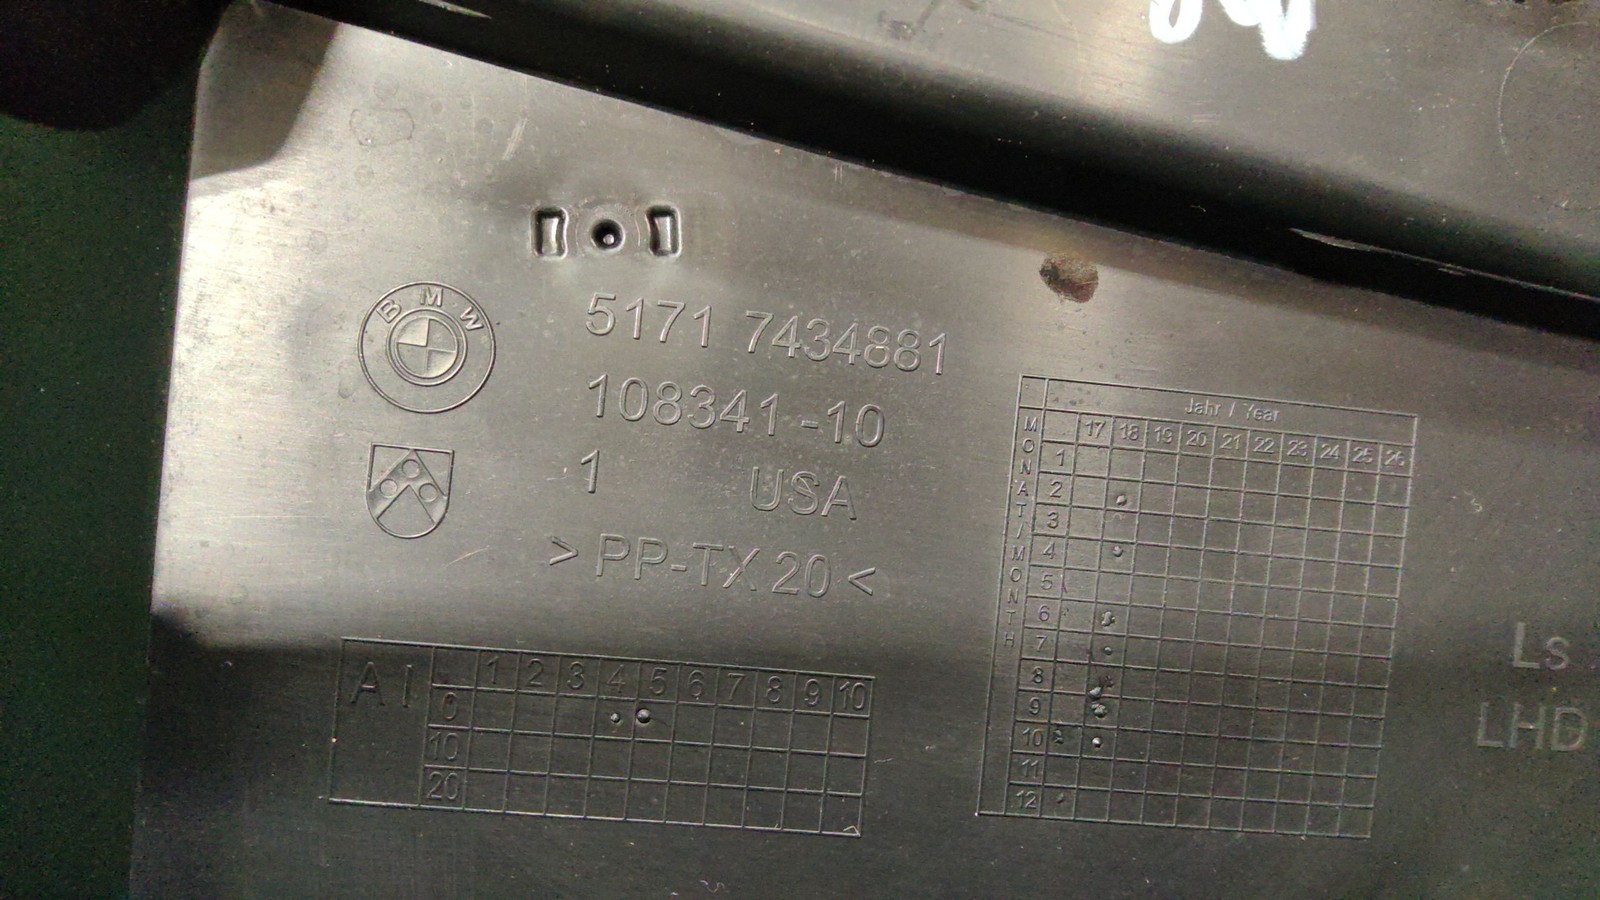 BMW
5171 7434881
108341-10
1 USA
> PP-TX 20 <
Jahr / Year
17 18 19 20 21 22 23 24 25 26
MONAT/MONTH
1
2
3
4
5
6
7
8
9
10
11
12
AI
1 2 3 4 5 6 7 8 9 10
0
10
20
Ls
LHD